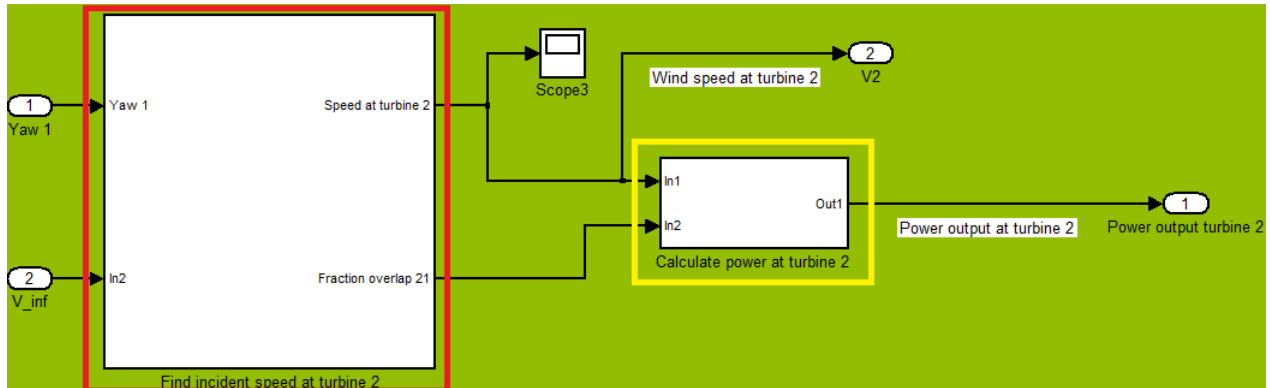 1
Yaw 1
2
V_inf
Yaw 1
In2
Speed at turbine 2
Fraction overlap 21
Find incident speed at turbine 2
Scope3
Wind speed at turbine 2
2
V2
In1
In2
Out1
Calculate power at turbine 2
Power output at turbine 2
1
Power output turbine 2